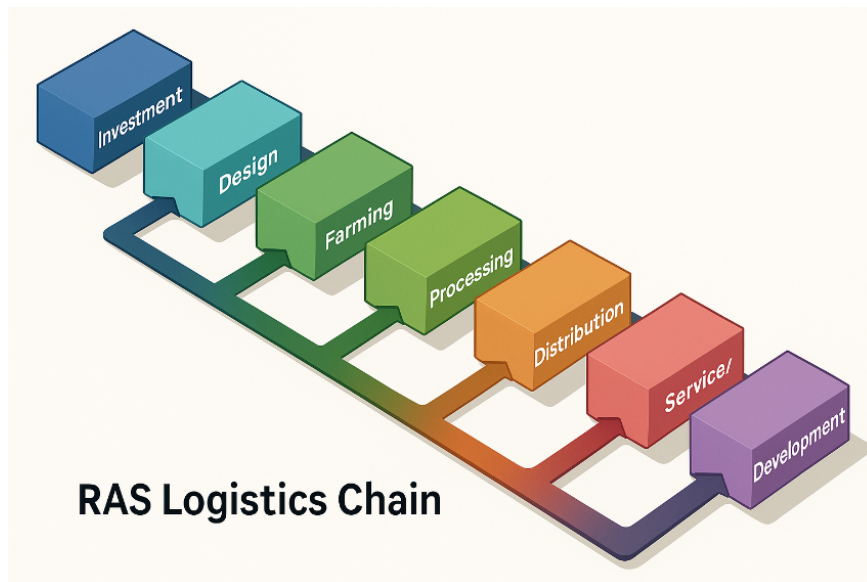 Investment
Design
Farming
Processing
Distribution
Service/
Development
RAS Logistics Chain